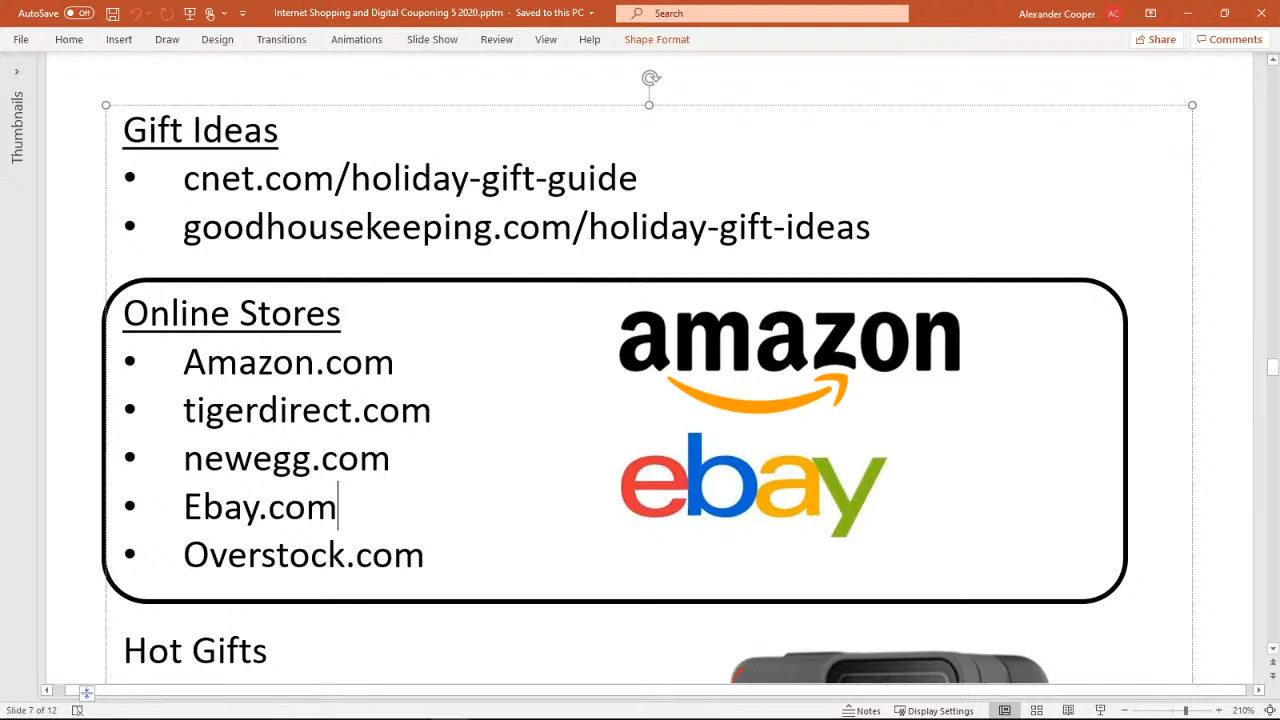 AutoSave Off Internet Shopping and Digital Couponing 5 2020.pptm - Saved to this PC Search Alexander Cooper AC
File Home Insert Draw Design Transitions Animations Slide Show Review View Help Shape Format Share Comments
Thumbnails
Gift Ideas
• cnet.com/holiday-gift-guide
• goodhousekeeping.com/holiday-gift-ideas
Online Stores
• Amazon.com
• tigerdirect.com
• newegg.com
• Ebay.com
• Overstock.com
amazon
ebay
Hot Gifts
Slide 7 of 12 Notes Display Settings 210%